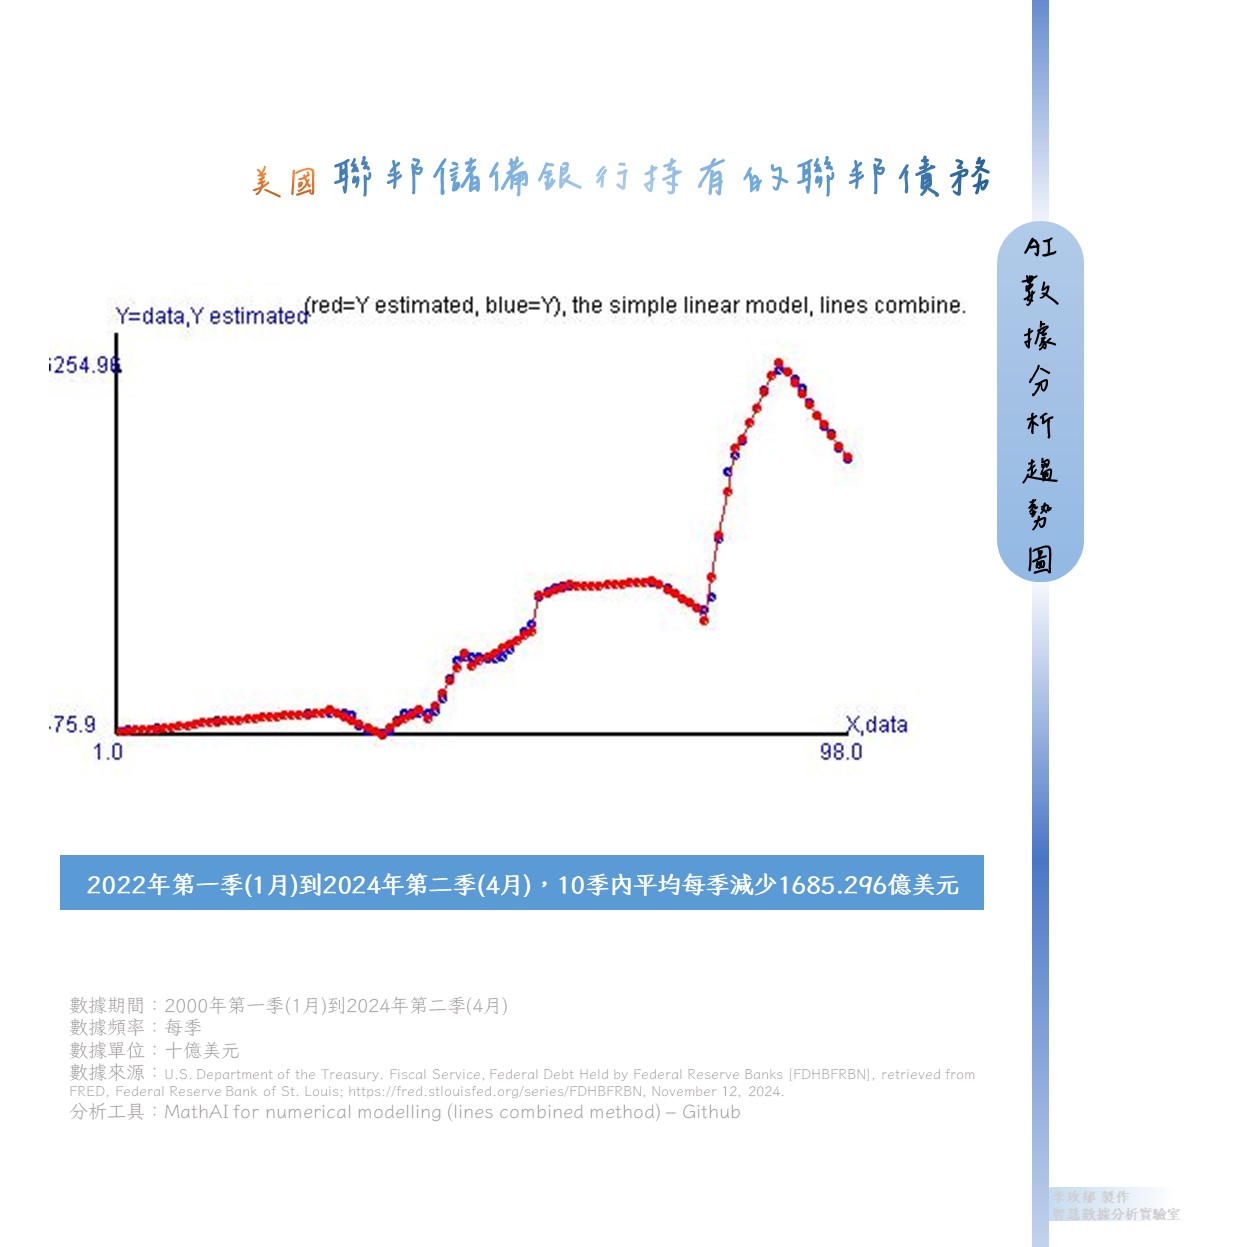 美國 聯邦儲備銀行持有的聯邦債務
AI數據分析趨勢圖
(red=Y estimated, blue=Y), the simple linear model, lines combine.
Y=data,Y estimated
6254.96
475.9
X,data
1.0
98.0
2022年第一季(1月)到2024年第二季(4月)，10季內平均每季減少1685.296億美元
數據期間：2000年第一季(1月)到2024年第二季(4月)
數據頻率：每季
數據單位：十億美元
數據來源：U.S. Department of the Treasury. Fiscal Service, Federal Debt Held by Federal Reserve Banks [FDHBFRBN], retrieved from
FRED, Federal Reserve Bank of St. Louis; https://fred.stlouisfed.org/series/FDHBFRBN, November 12, 2024.
分析工具：MathAI for numerical modelling (lines combined method) – Github
製作
數據分析實驗室